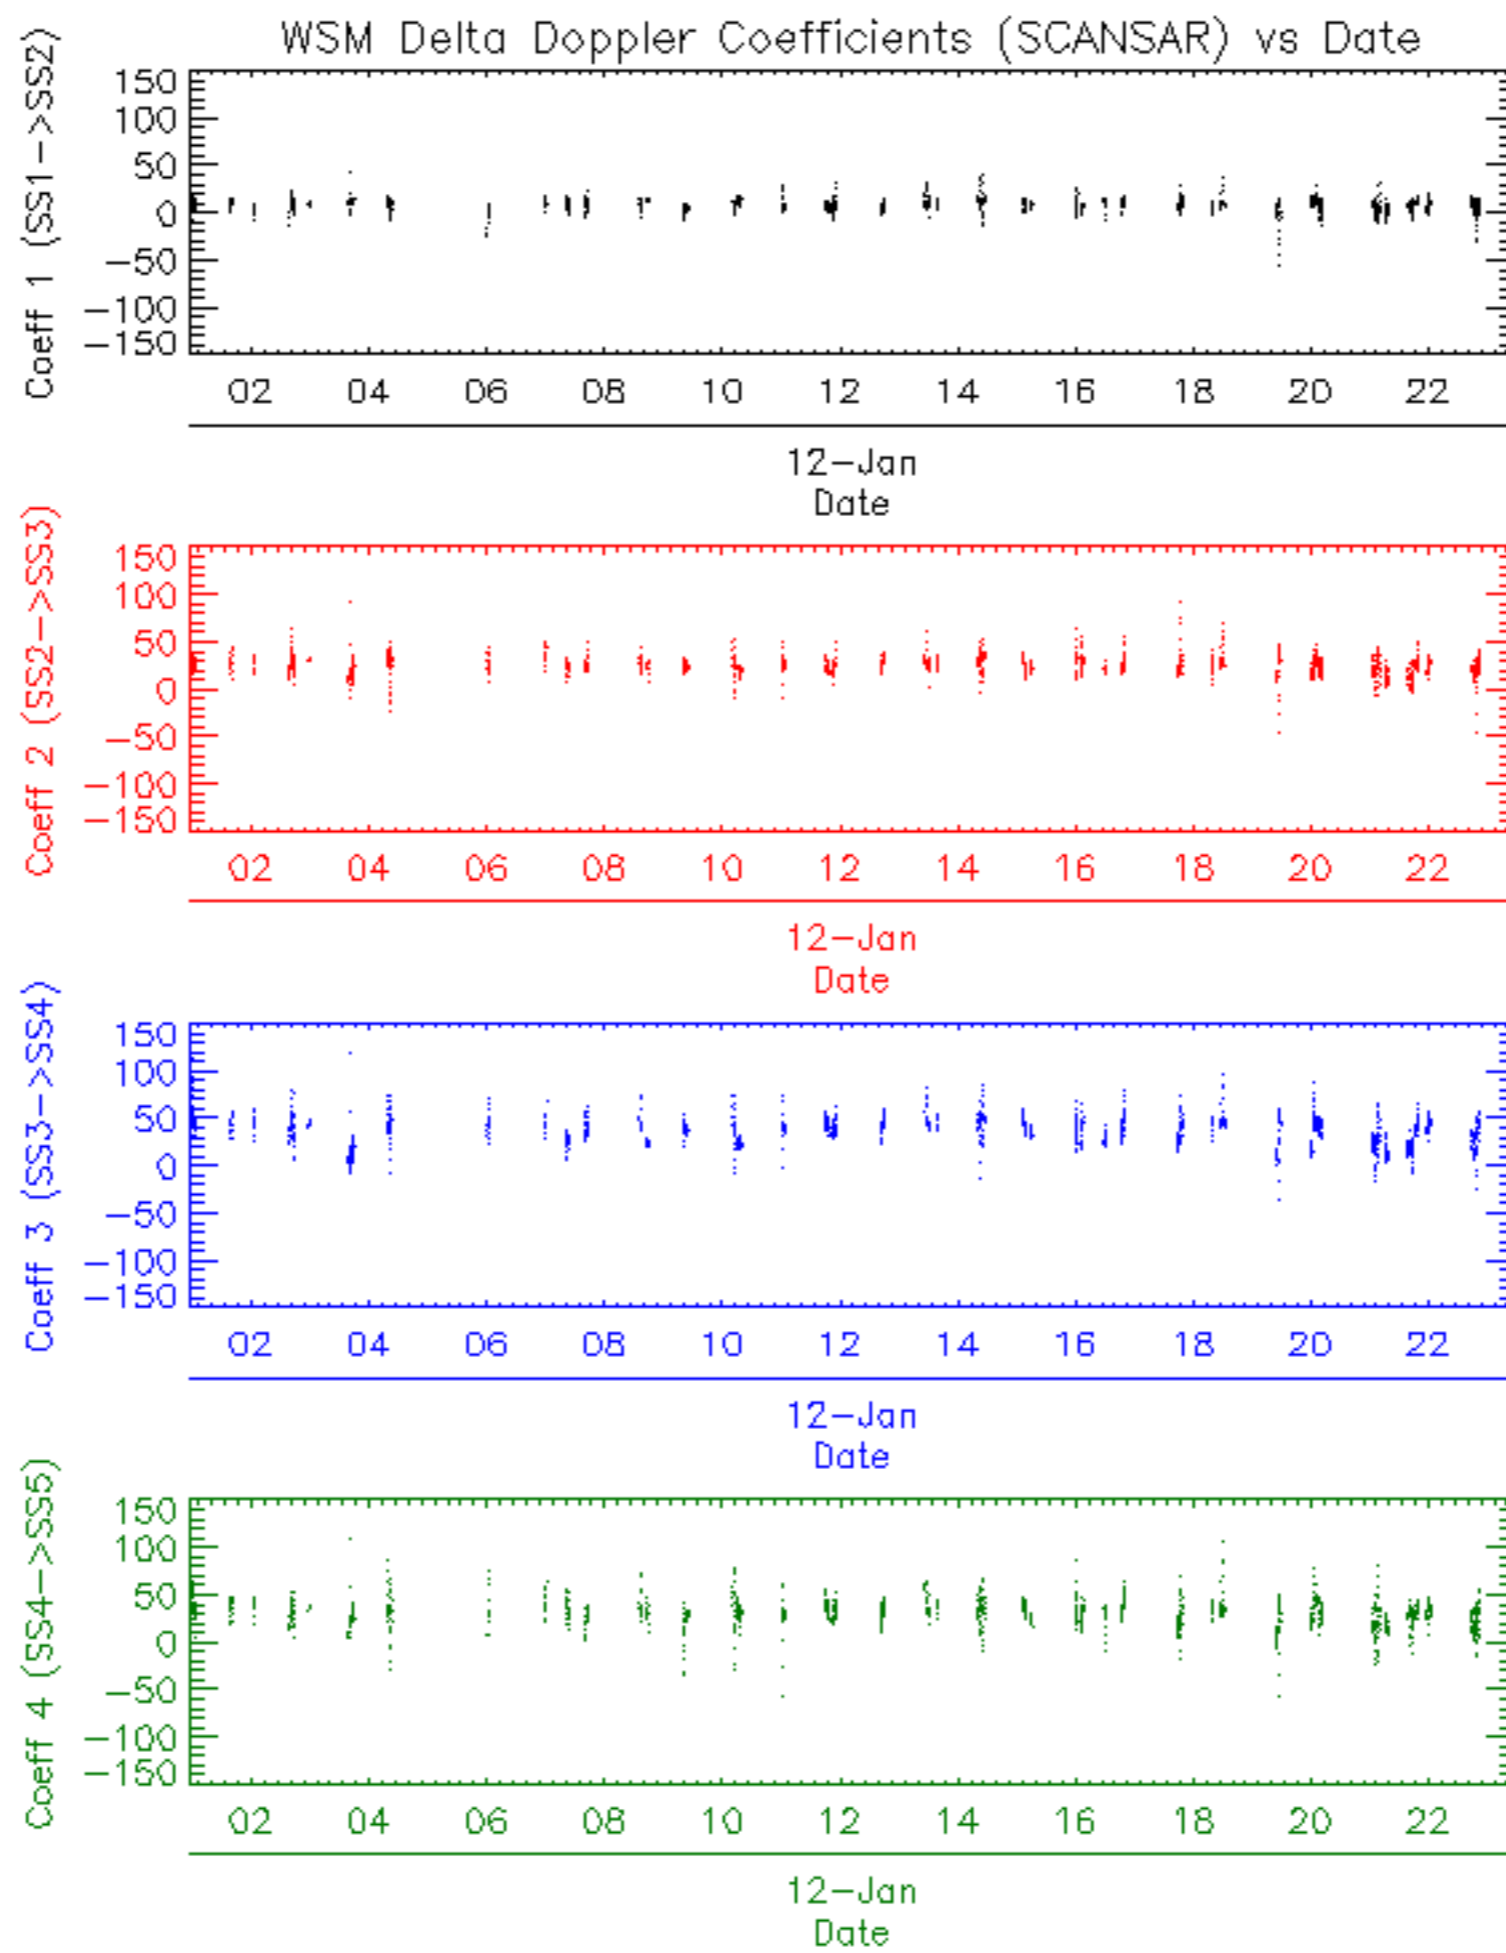 WSM Delta Doppler Coefficients (SCANSAR) vs Date
Coeff 1 (SS1->SS2)
150
100
50
0
-50
-100
-150
02 04 06 08 10 12 14 16 18 20 22
12-Jan
Date
Coeff 2 (SS2->SS3)
150
100
50
0
-50
-100
-150
02 04 06 08 10 12 14 16 18 20 22
12-Jan
Date
Coeff 3 (SS3->SS4)
150
100
50
0
-50
-100
-150
02 04 06 08 10 12 14 16 18 20 22
12-Jan
Date
Coeff 4 (SS4->SS5)
150
100
50
0
-50
-100
-150
02 04 06 08 10 12 14 16 18 20 22
12-Jan
Date